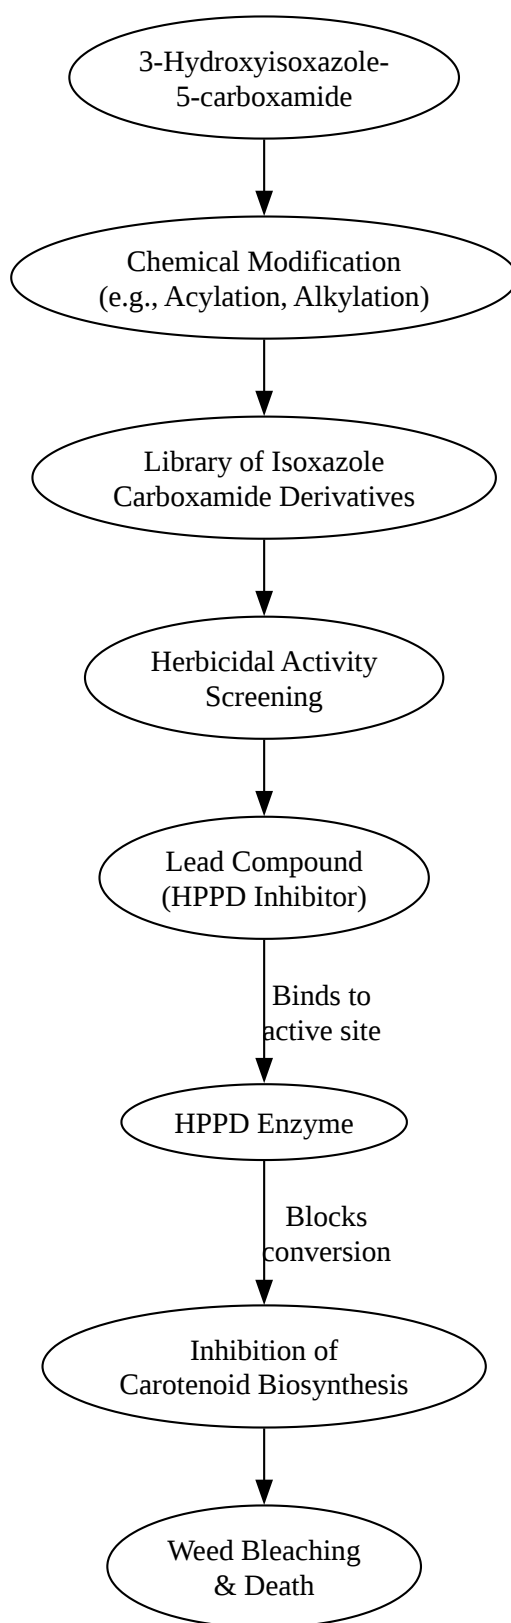 3-Hydroxyisoxazole-
5-carboxamide
Chemical Modification
(e.g., Acylation, Alkylation)
Library of Isoxazole
Carboxamide Derivatives
Herbicidal Activity
Screening
Lead Compound
(HPPD Inhibitor)
Binds to
active site
HPPD Enzyme
Blocks
conversion
Inhibition of
Carotenoid Biosynthesis
Weed Bleaching
& Death